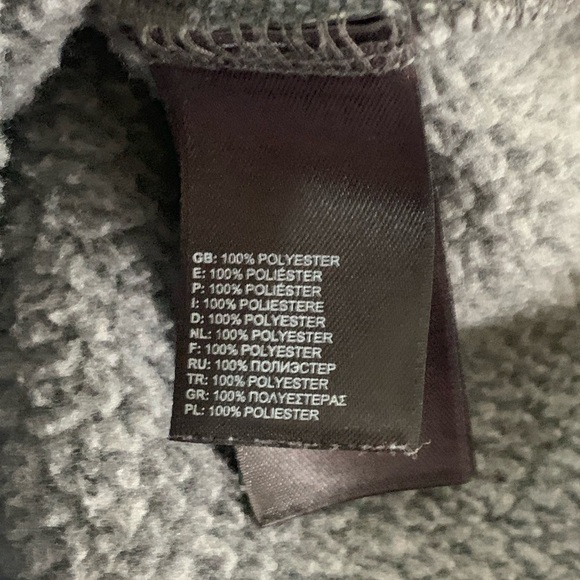 GB: 100% POLYESTER
E: 100% POLIÉSTER
P: 100% POLIÉSTER
I: 100% POLIESTERE
D: 100% POLYESTER
NL: 100% POLYESTER
F: 100% POLYESTER
RU: 100% ПОЛИЭСТЕР
TR: 100% POLYESTER
GR: 100% ΠΟΛΥΕΣΤΕΡΑΣ
PL: 100% POLIESTER